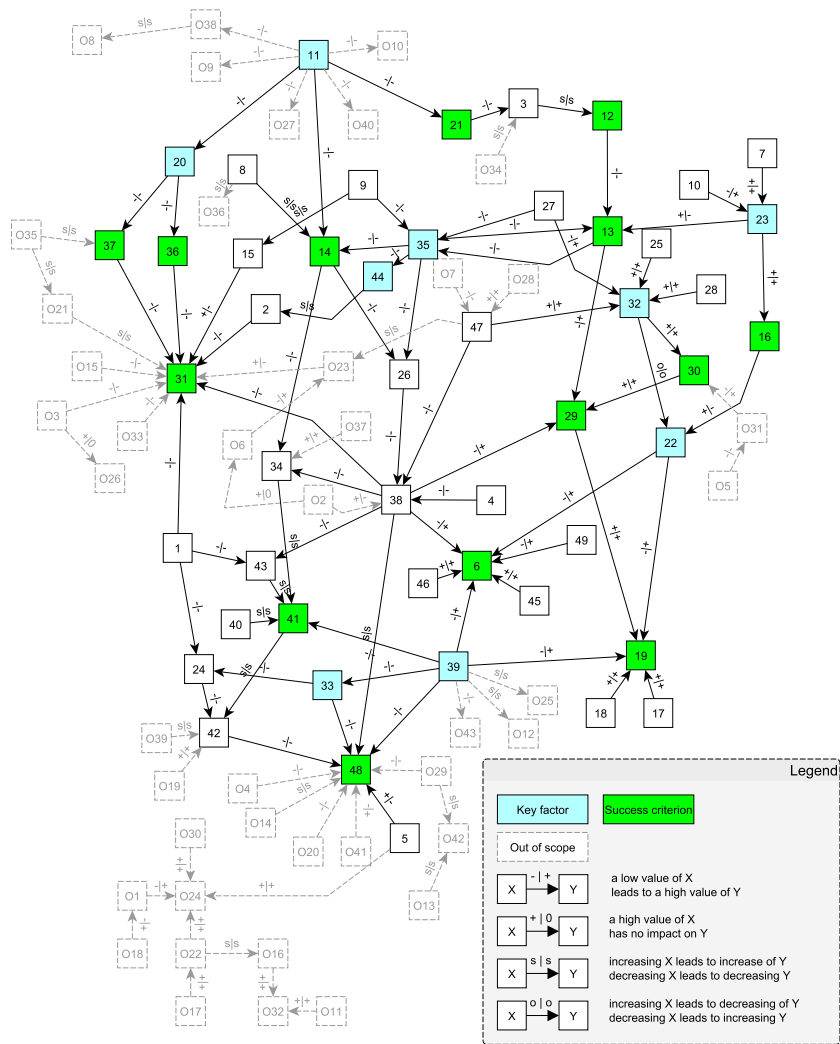 O8
s|s
O38
-/-
O9
-/-
11
-/-
O10
-/-
-/-
O27
O40
-/-
-/-
-/-
21
-/-
3
s|s
12
s|s
O34
-/-
7
+/+
20
8
9
27
10
-/+
23
O36
s|s
s|s
-/-
+/-
O35
s|s
37
-/-
36
-/-
15
14
-/-
35
-/-
-/-
-/-
13
25
-/+
+/+
+/+
44
-/-
O7
O28
s|s
O21
2
s|s
-/-
+/+
32
+/+
28
+/-
-/-
-/-
47
+/+
16
s|s
s|s
-/-
-/+
+/+
O15
-/-
31
+/-
O23
26
o|o
30
O3
-/-
O33
-/-
-/-
-/-
29
+/+
+/-
-/+
O31
+|0
O26
O6
-/+
+/+
O37
22
-/-
O5
34
-/-
38
-/-
4
-/+
+|0
O2
+/-
-/+
-/+
1
-/-
43
-/-
s|s
s|s
6
-/+
49
46
+/+
+/+
45
+/+
-/+
40
s|s
41
-/+
-/-
24
-/-
33
-/-
39
-/+
19
s|s
s|s
-/-
s|s
O25
+/+
+/+
O39
s|s
42
-/-
-/-
-/-
-/-
O43
s|s
O12
18
17
O19
+/+
-/-
48
-/-
O29
O4
-/-
O14
s|s
O20
-/-
O41
+/+
+/-
5
s|s
O42
O30
+/+
O1
-/+
O24
+/+
s|s
O13
-/+
+/+
O18
O22
s|s
O16
+/+
+/+
O17
O32
+/+
O11
Legend
Key factor
Success criterion
Out of scope
X
- | +
Y
a low value of X
leads to a high value of Y
X
+ | 0
Y
a high value of X
has no impact on Y
X
s | s
Y
increasing X leads to increase of Y
decreasing X leads to decreasing Y
X
o | o
Y
increasing X leads to decreasing of Y
decreasing X leads to increasing Y